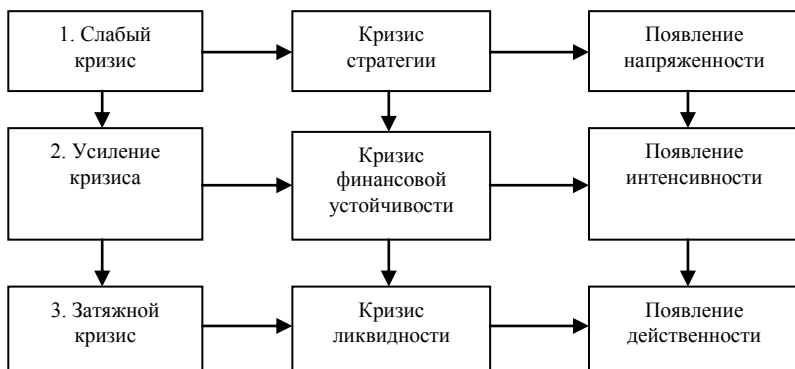 1. Слабый
кризис
Кризис
стратегии
Появление
напряженности
2. Усиление
кризиса
Кризис
финансовой
устойчивости
Появление
интенсивности
3. Затяжной
кризис
Кризис
ликвидности
Появление
действенности